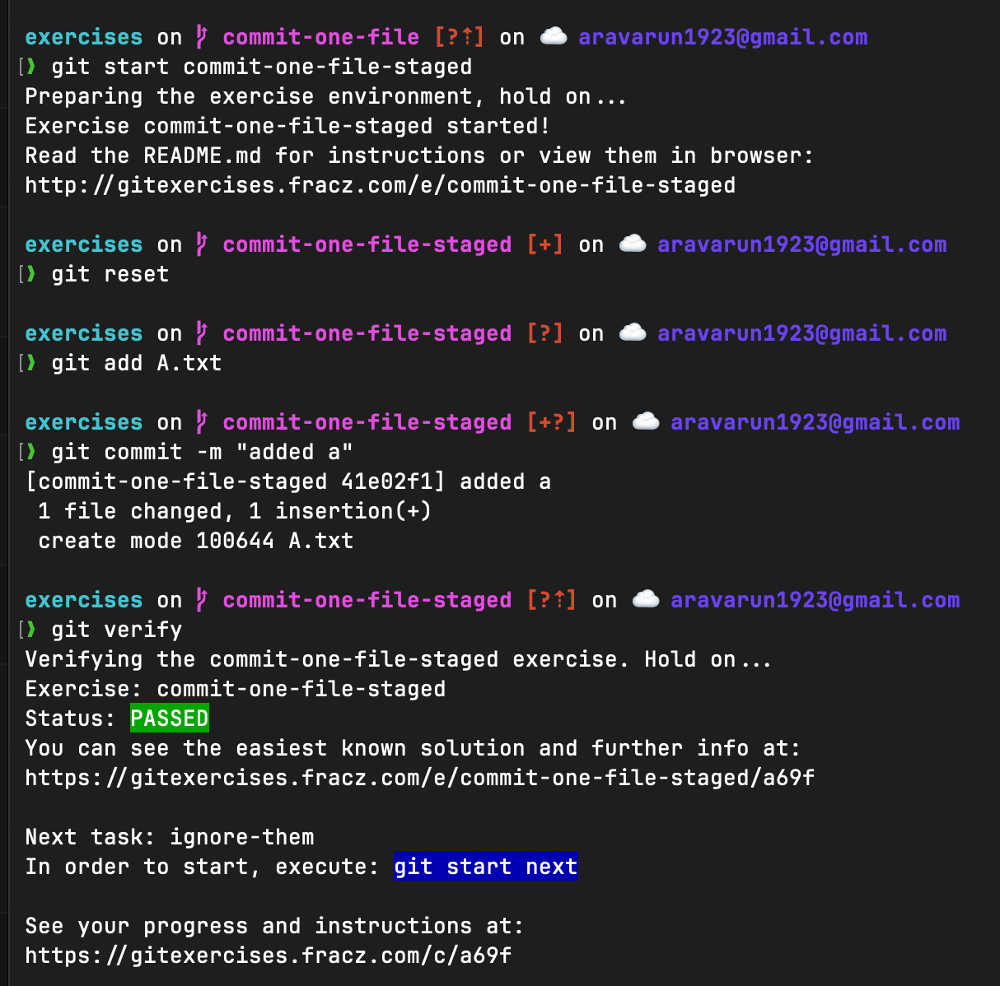 exercises on commit-one-file [?⇡] on ☁️ aravarun1923@gmail.com
[❱ git start commit-one-file-staged
Preparing the exercise environment, hold on...
Exercise commit-one-file-staged started!
Read the README.md for instructions or view them in browser:
http://gitexercises.fracz.com/e/commit-one-file-staged
exercises on commit-one-file-staged [+] on ☁️ aravarun1923@gmail.com
[❱ git reset
exercises on commit-one-file-staged [?] on ☁️ aravarun1923@gmail.com
[❱ git add A.txt
exercises on commit-one-file-staged [+?] on ☁️ aravarun1923@gmail.com
[❱ git commit -m "added a"
[commit-one-file-staged 41e02f1] added a
1 file changed, 1 insertion(+)
create mode 100644 A.txt
exercises on commit-one-file-staged [?⇡] on ☁️ aravarun1923@gmail.com
[❱ git verify
Verifying the commit-one-file-staged exercise. Hold on...
Exercise: commit-one-file-staged
Status: PASSED
You can see the easiest known solution and further info at:
https://gitexercises.fracz.com/e/commit-one-file-staged/a69f
Next task: ignore-them
In order to start, execute: git start next
See your progress and instructions at:
https://gitexercises.fracz.com/c/a69f